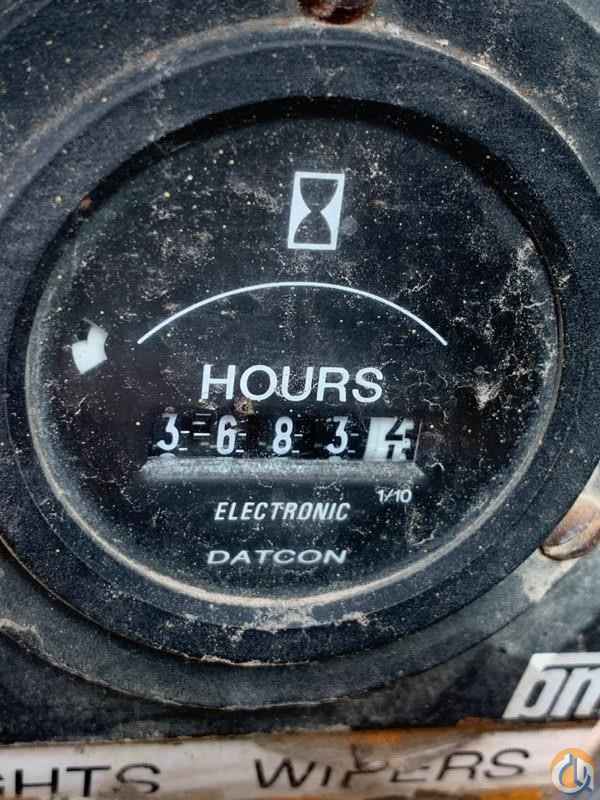 HOURS
3 6 8 3 4
1/10
ELECTRONIC
DATCON
WIPERS